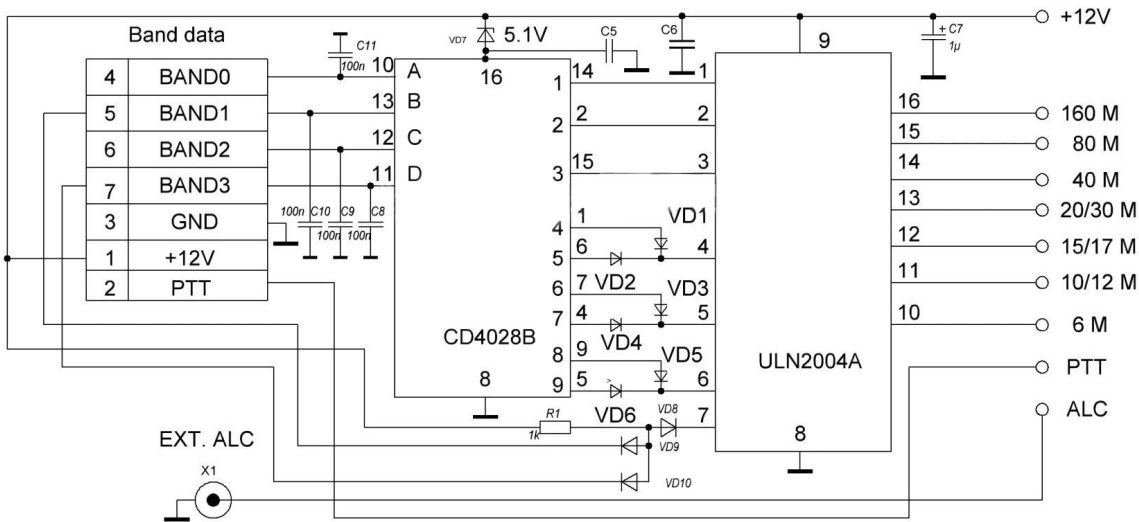 +12V
Band data
VD7
5.1V
C5
C6
+ C7
1µ
9
C11
100n
4 BAND0
5 BAND1
6 BAND2
7 BAND3
3 GND
1 +12V
2 PTT
10 A
13 B
12 C
11 D
16
100n C10 C9 C8
100n 100n
CD4028B
8
1 14
2 2
3 15
4 1
5 6
6 7
7 4
8 9
9 5
VD1
VD2
VD3
VD4
VD5
VD6
>
R1
1k
VD8
VD9
VD10
1
2
3
4
5
6
7
ULN2004A
8
16 160 M
15 80 M
14 40 M
13 20/30 M
12 15/17 M
11 10/12 M
10 6 M
PTT
ALC
EXT. ALC
X1